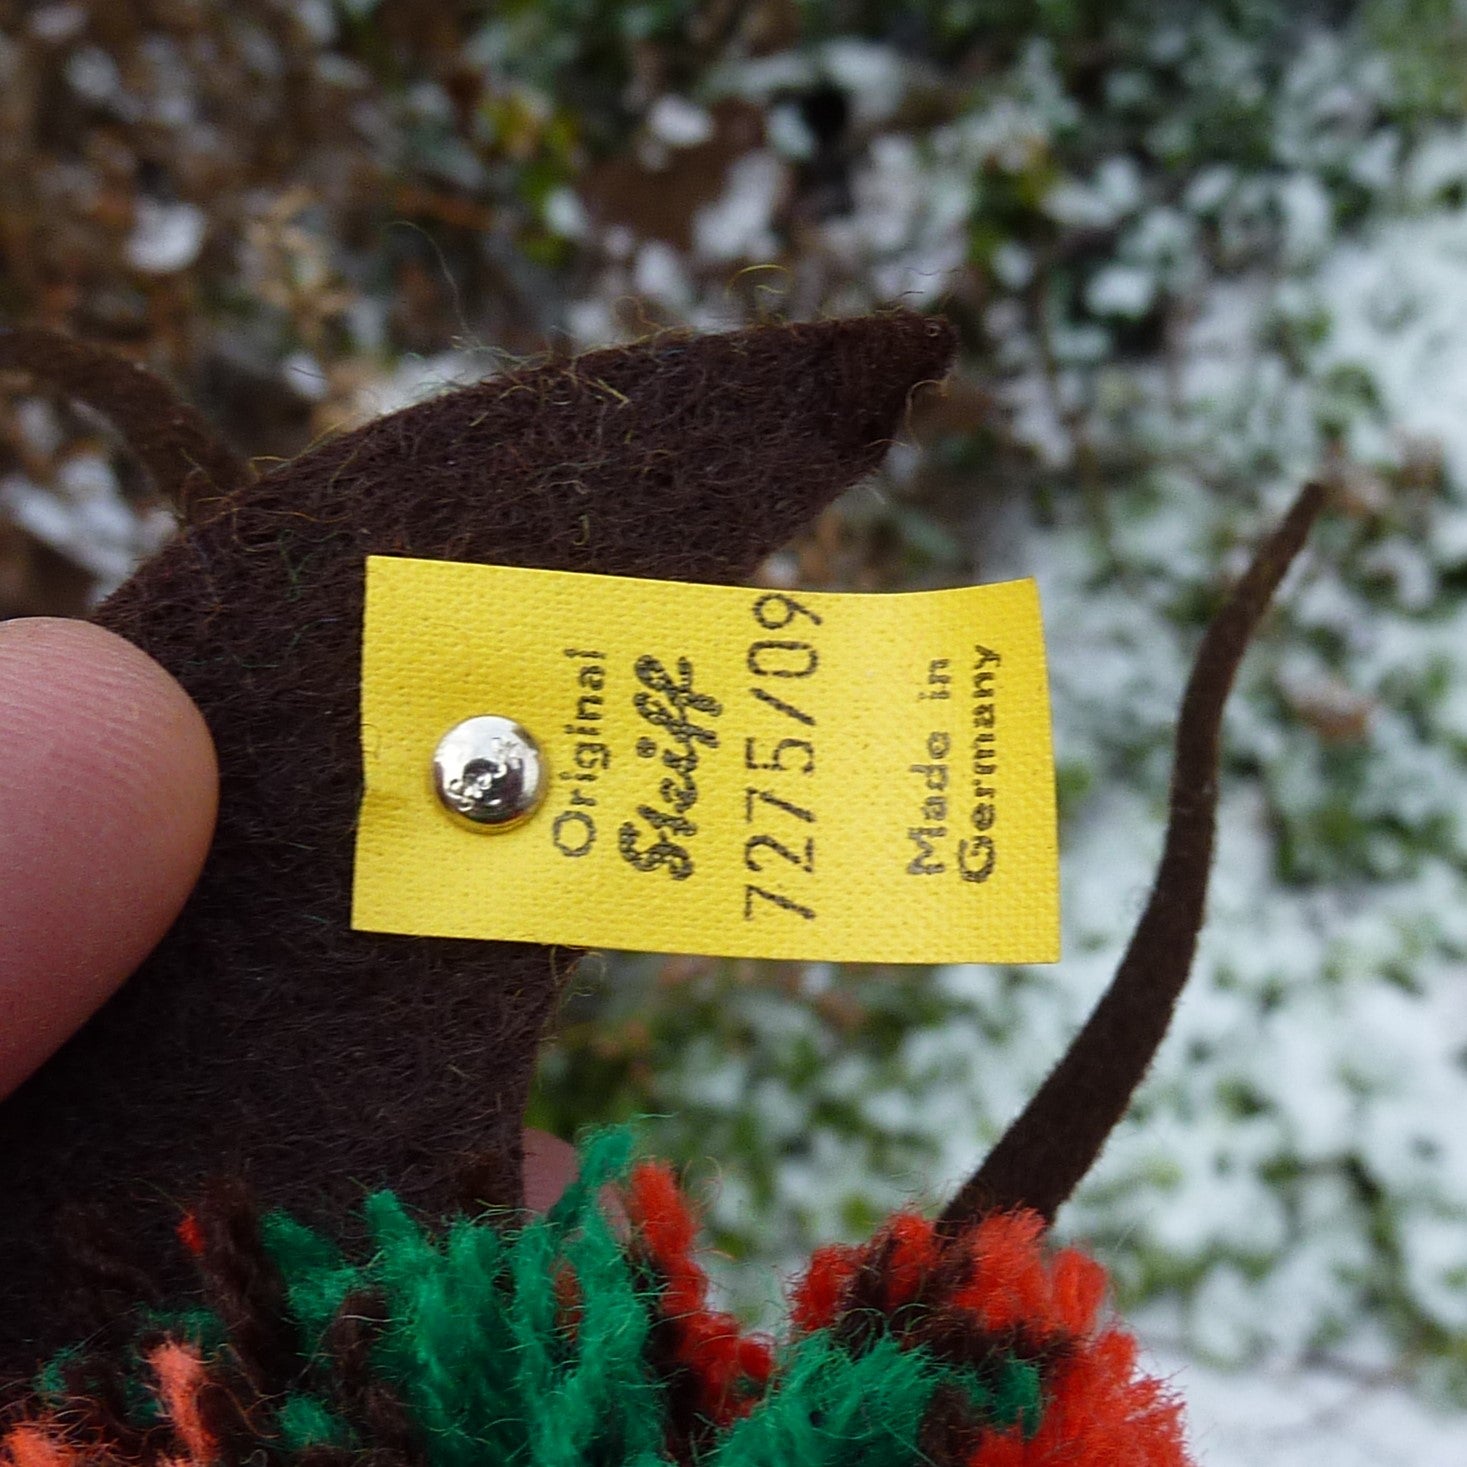 Original
Steiff
7275/09
Made in
Germany